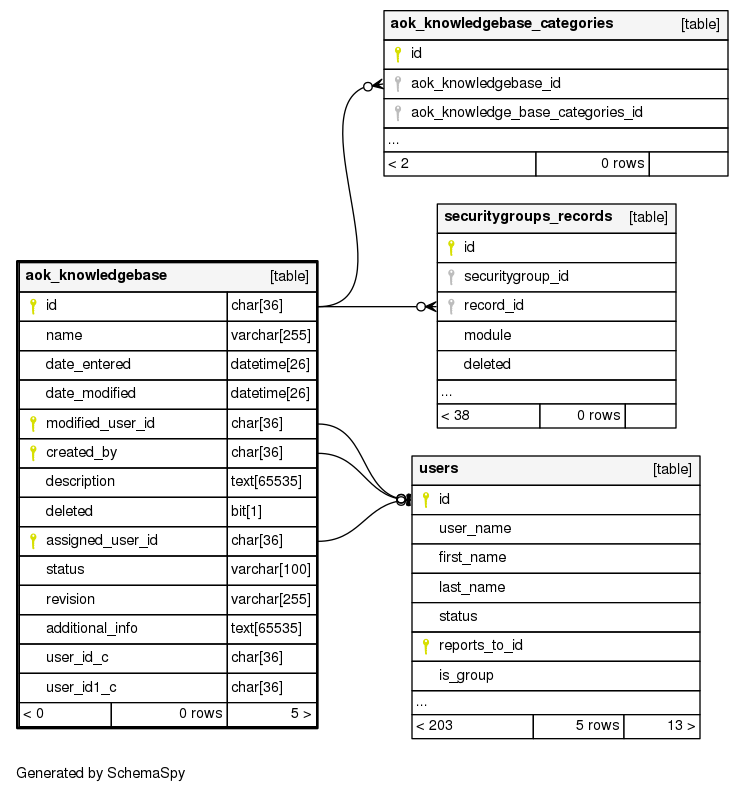 aok_knowledgebase_categories [table]
id
aok_knowledgebase_id
aok_knowledge_base_categories_id
...
< 2 0 rows
securitygroups_records [table]
id
securitygroup_id
record_id
module
deleted
...
< 38 0 rows
aok_knowledgebase [table]
id char[36]
name varchar[255]
date_entered datetime[26]
date_modified datetime[26]
modified_user_id char[36]
created_by char[36]
description text[65535]
deleted bit[1]
assigned_user_id char[36]
status varchar[100]
revision varchar[255]
additional_info text[65535]
user_id_c char[36]
user_id1_c char[36]
< 0 0 rows 5 >
users [table]
id
user_name
first_name
last_name
status
reports_to_id
is_group
...
< 203 5 rows 13 >
Generated by SchemaSpy